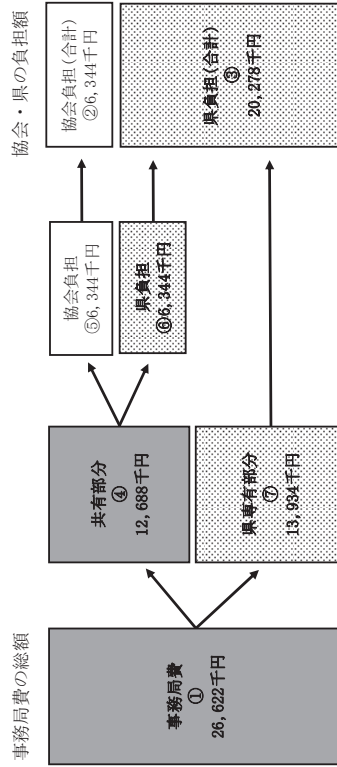 事務局費の総額
協会・県の負担額
事務局費
①
26,622千円
共有部分
④
12,688千円
県専有部分
⑦
13,934千円
協会負担
⑤6,344千円
県負担
⑥6,344千円
協会負担(合計)
②6,344千円
県負担(合計)
③
20,278千円